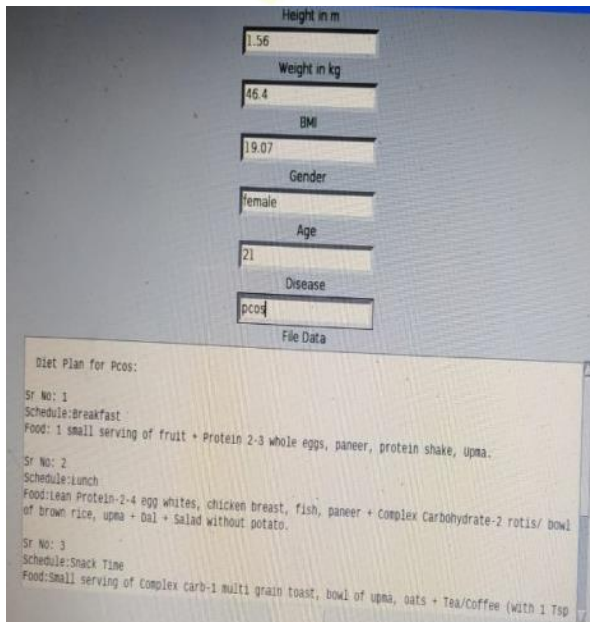 Height in m
1.56
Weight in kg
46.4
BMI
19.07
Gender
female
Age
21
Disease
pcos
File Data
Diet Plan for Pcos:
Sr No: 1
Schedule:Breakfast
Food: 1 small serving of fruit + Protein 2-3 whole eggs, paneer, protein shake, Upma.
Sr No: 2
Schedule:Lunch
Food:Lean Protein-2-4 egg whites, chicken breast, fish, paneer + Complex Carbohydrate-2 rotis/ bowl
of brown rice, upma + Dal + Salad without potato.
Sr No: 3
Schedule:Snack Time
Food:Small serving of Complex carb-1 multi grain toast, bowl of upma, oats + Tea/Coffee (with 1 Tsp